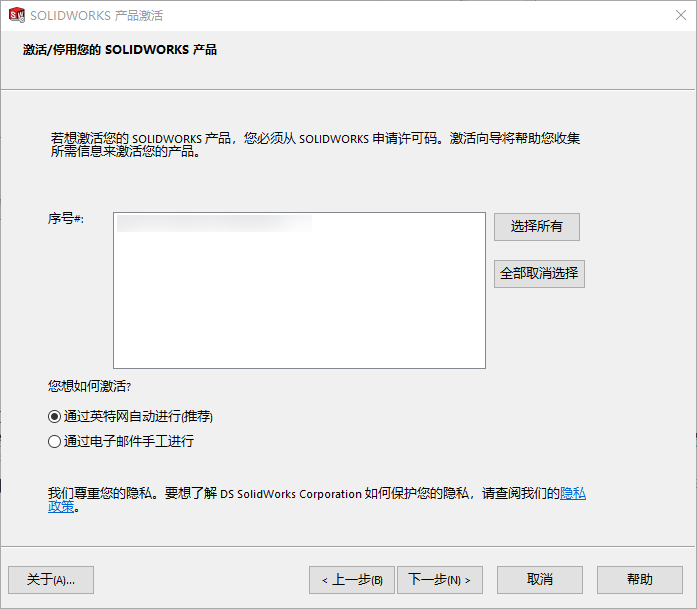 SOLIDWORKS 产品激活
激活/停用您的 SOLIDWORKS 产品
若想激活您的 SOLIDWORKS 产品，您必须从 SOLIDWORKS 申请许可码。激活向导将帮助您收集
所需信息来激活您的产品。
序号#:
选择所有
全部取消选择
您想如何激活?
通过英特网自动进行(推荐)
通过电子邮件手工进行
我们尊重您的隐私。要想了解 DS SolidWorks Corporation 如何保护您的隐私，请查阅我们的隐私
政策。
关于(A)...
< 上一步(B)
下一步(N) >
取消
帮助